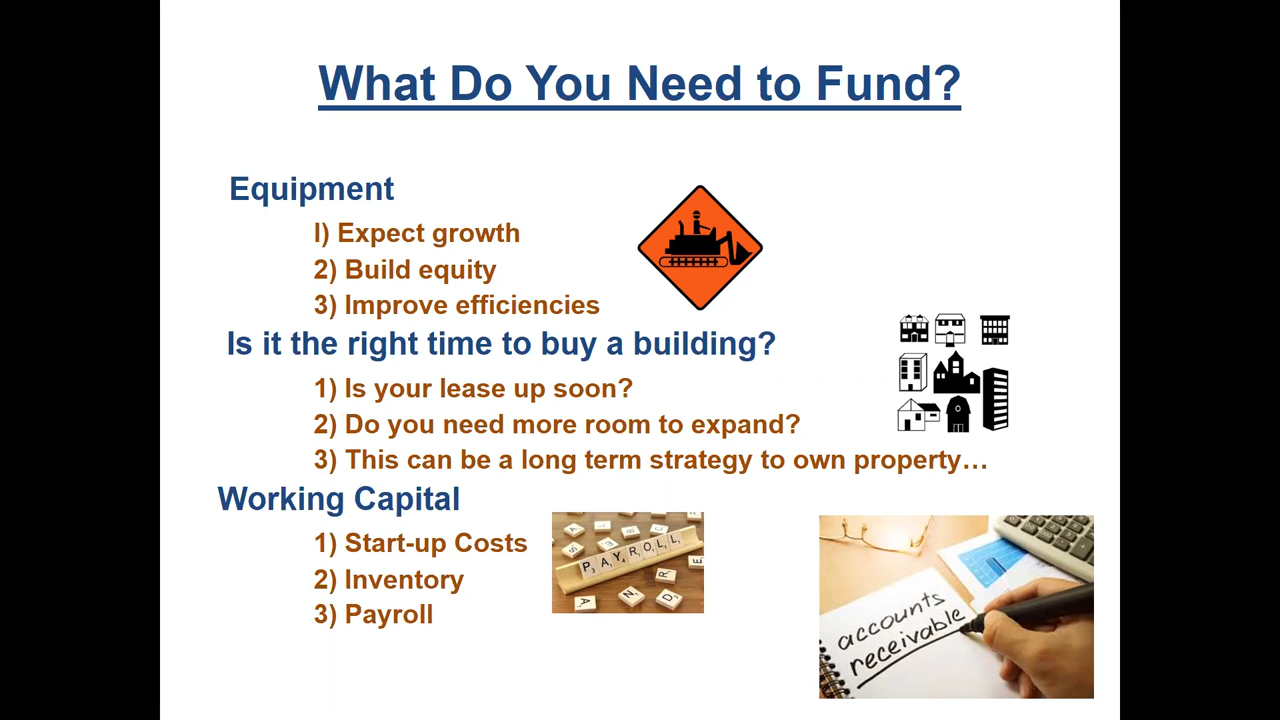 What Do You Need to Fund?
Equipment
I) Expect growth
2) Build equity
3) Improve efficiencies
Is it the right time to buy a building?
1) Is your lease up soon?
2) Do you need more room to expand?
3) This can be a long term strategy to own property…
Working Capital
1) Start-up Costs
2) Inventory
3) Payroll
PAYROLL
accounts
receivable